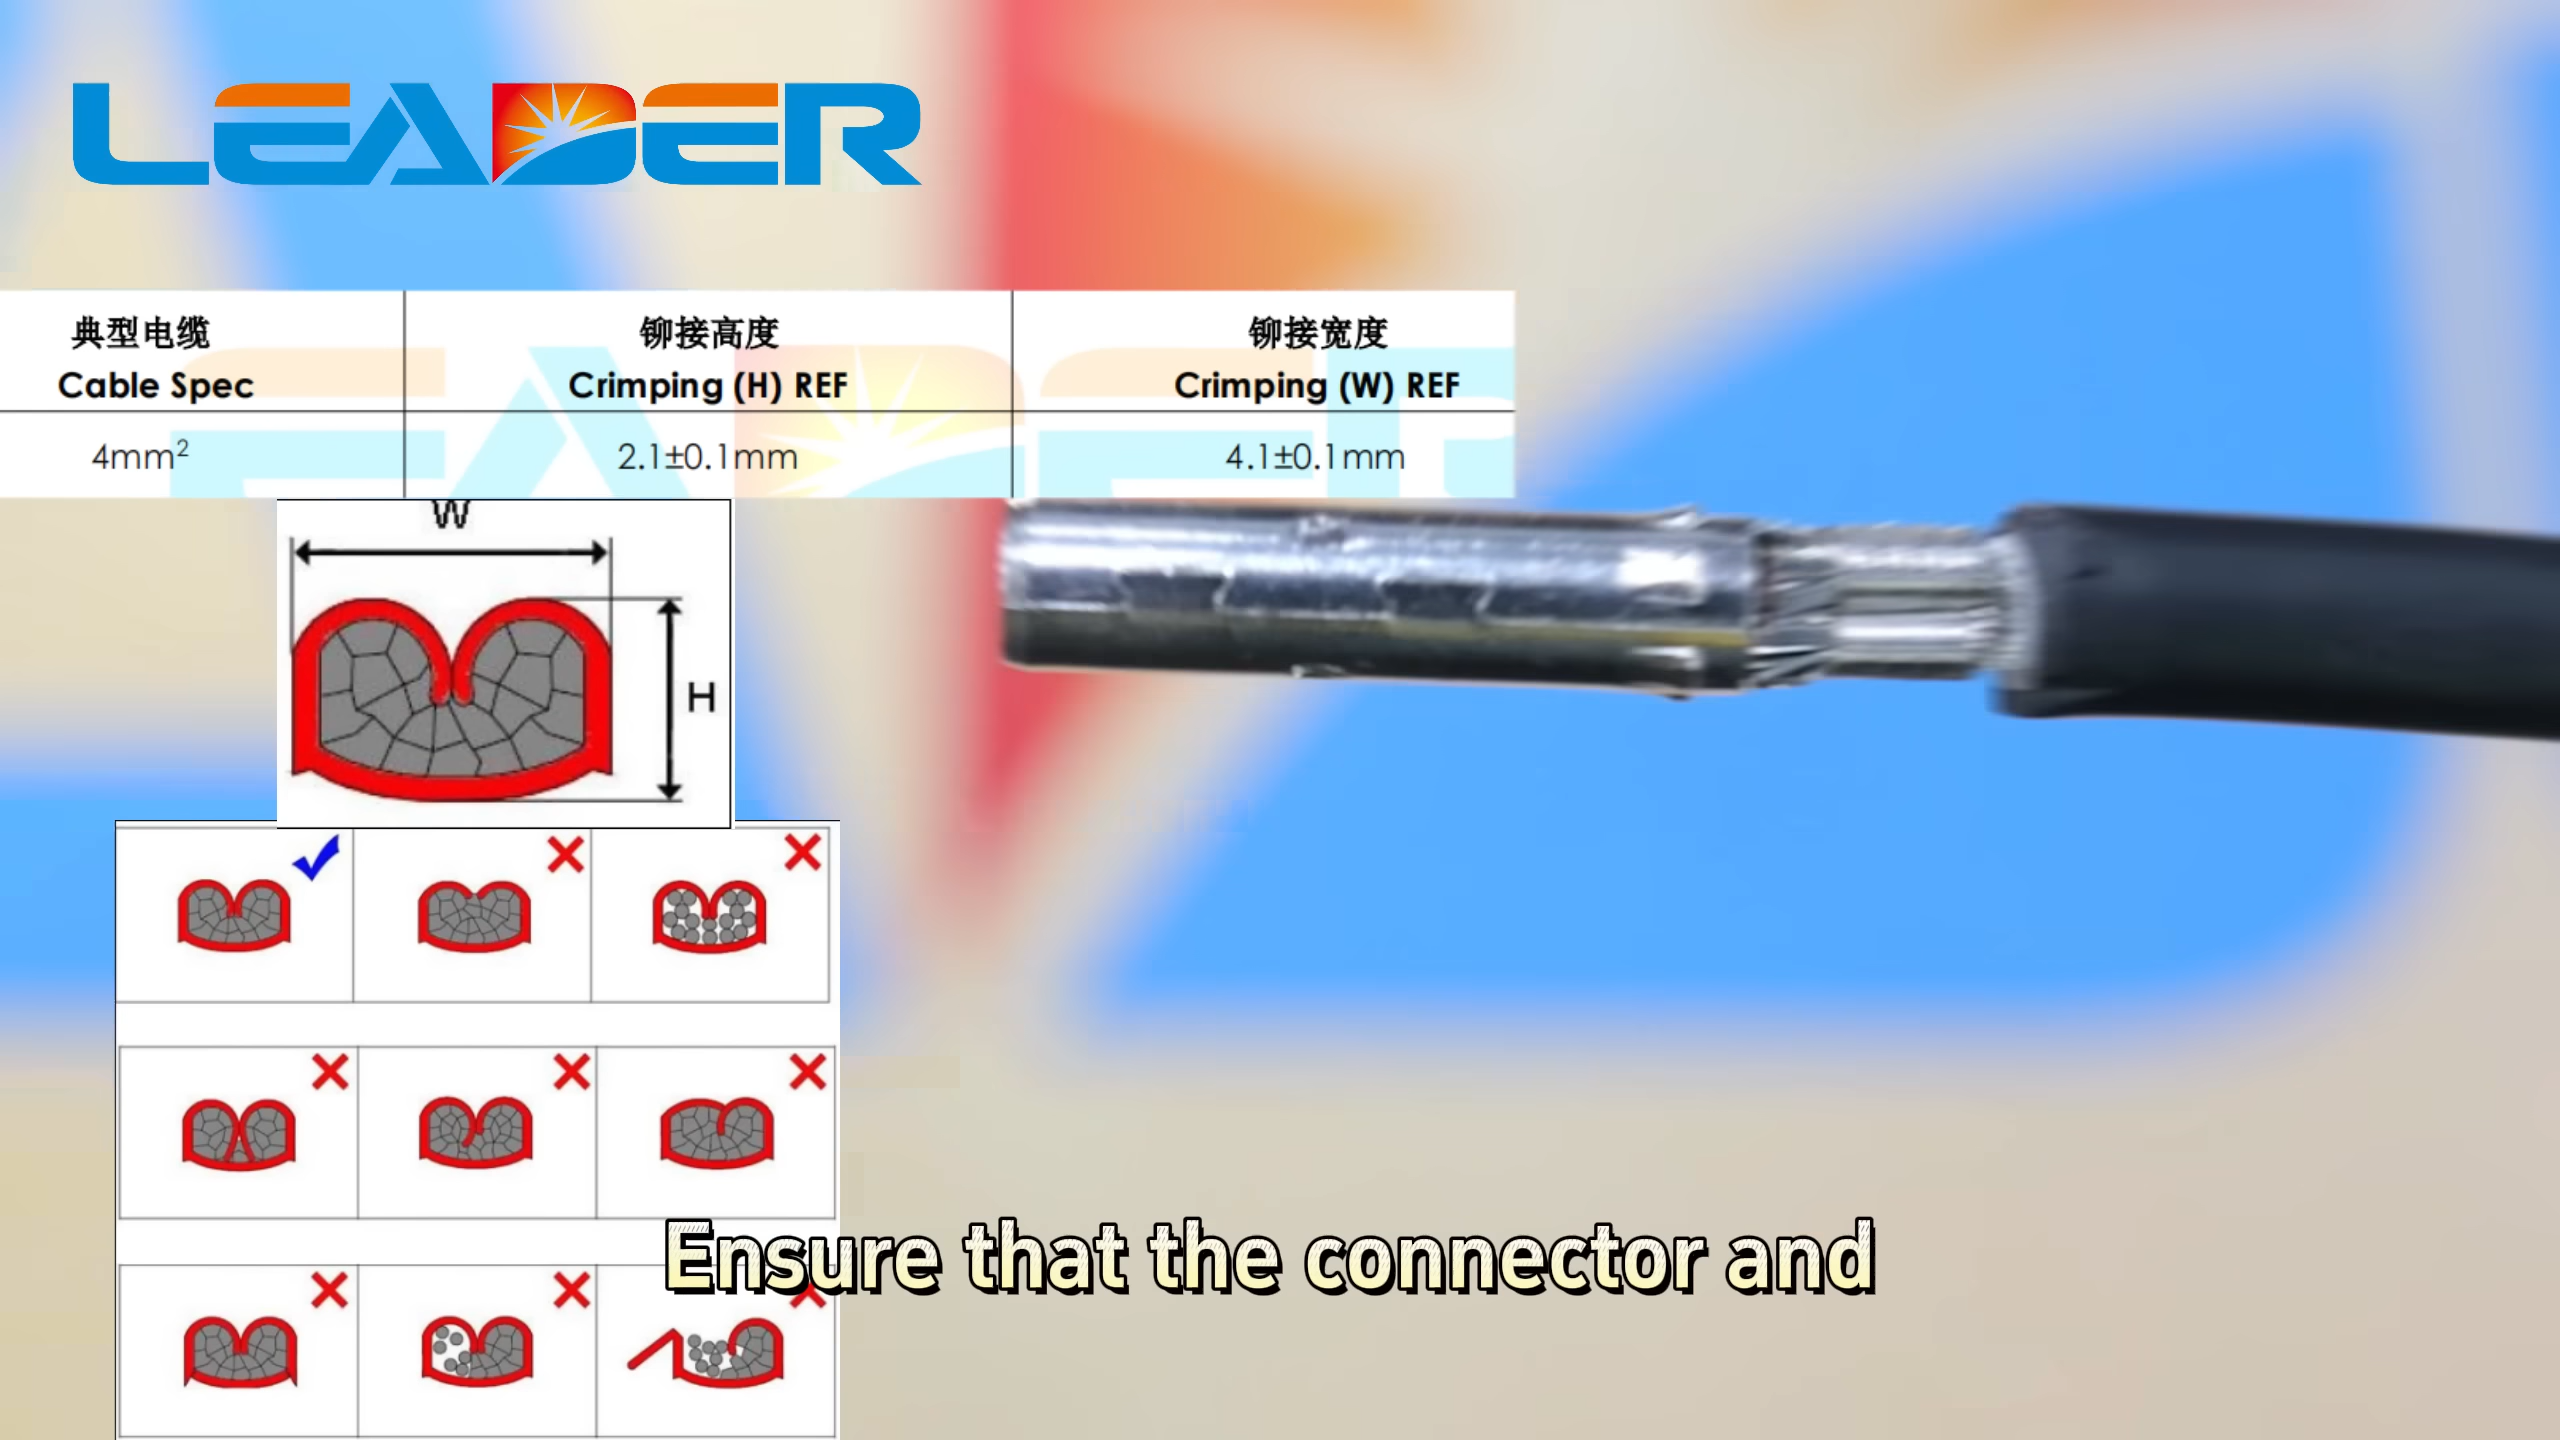 LEADER
典型电缆
Cable Spec
铆接高度
Crimping (H) REF
铆接宽度
Crimping (W) REF
4mm²
2.1±0.1mm
4.1±0.1mm
W
H
Ensure that the connector and